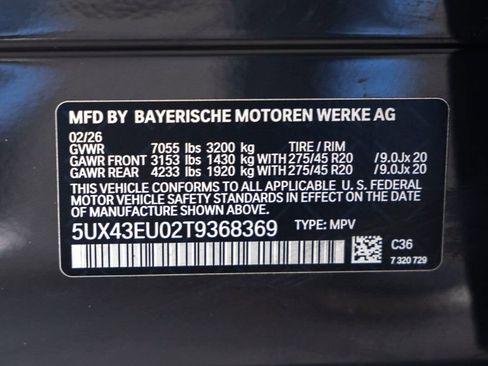 MFD BY BAYERISCHE MOTOREN WERKE AG
02/26
GVWR 7055 lbs 3200 kg TIRE / RIM
GAWR FRONT 3153 lbs 1430 kg WITH 275/45 R20 /9.0Jx 20
GAWR REAR 4233 lbs 1920 kg WITH 275/45 R20 /9.0Jx 20
THIS VEHICLE CONFORMS TO ALL APPLICABLE U. S. FEDERAL
MOTOR VEHICLE SAFETY STANDARDS IN EFFECT ON THE
DATE OF MANUFACTURE SHOWN ABOVE.
5UX43EU02T9368369 TYPE: MPV
C36
7 320 729